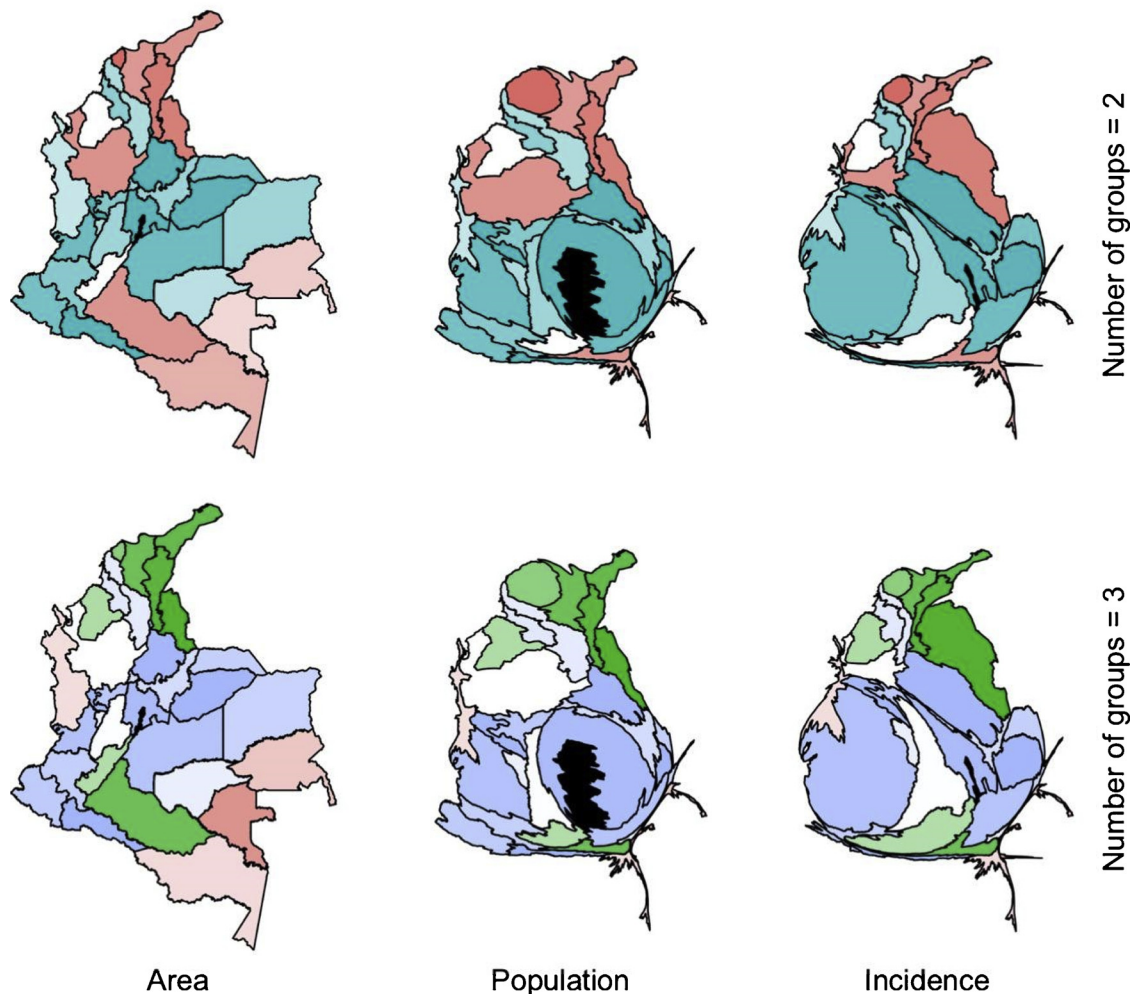 Number of groups = 2
Number of groups = 3
Area
Population
Incidence